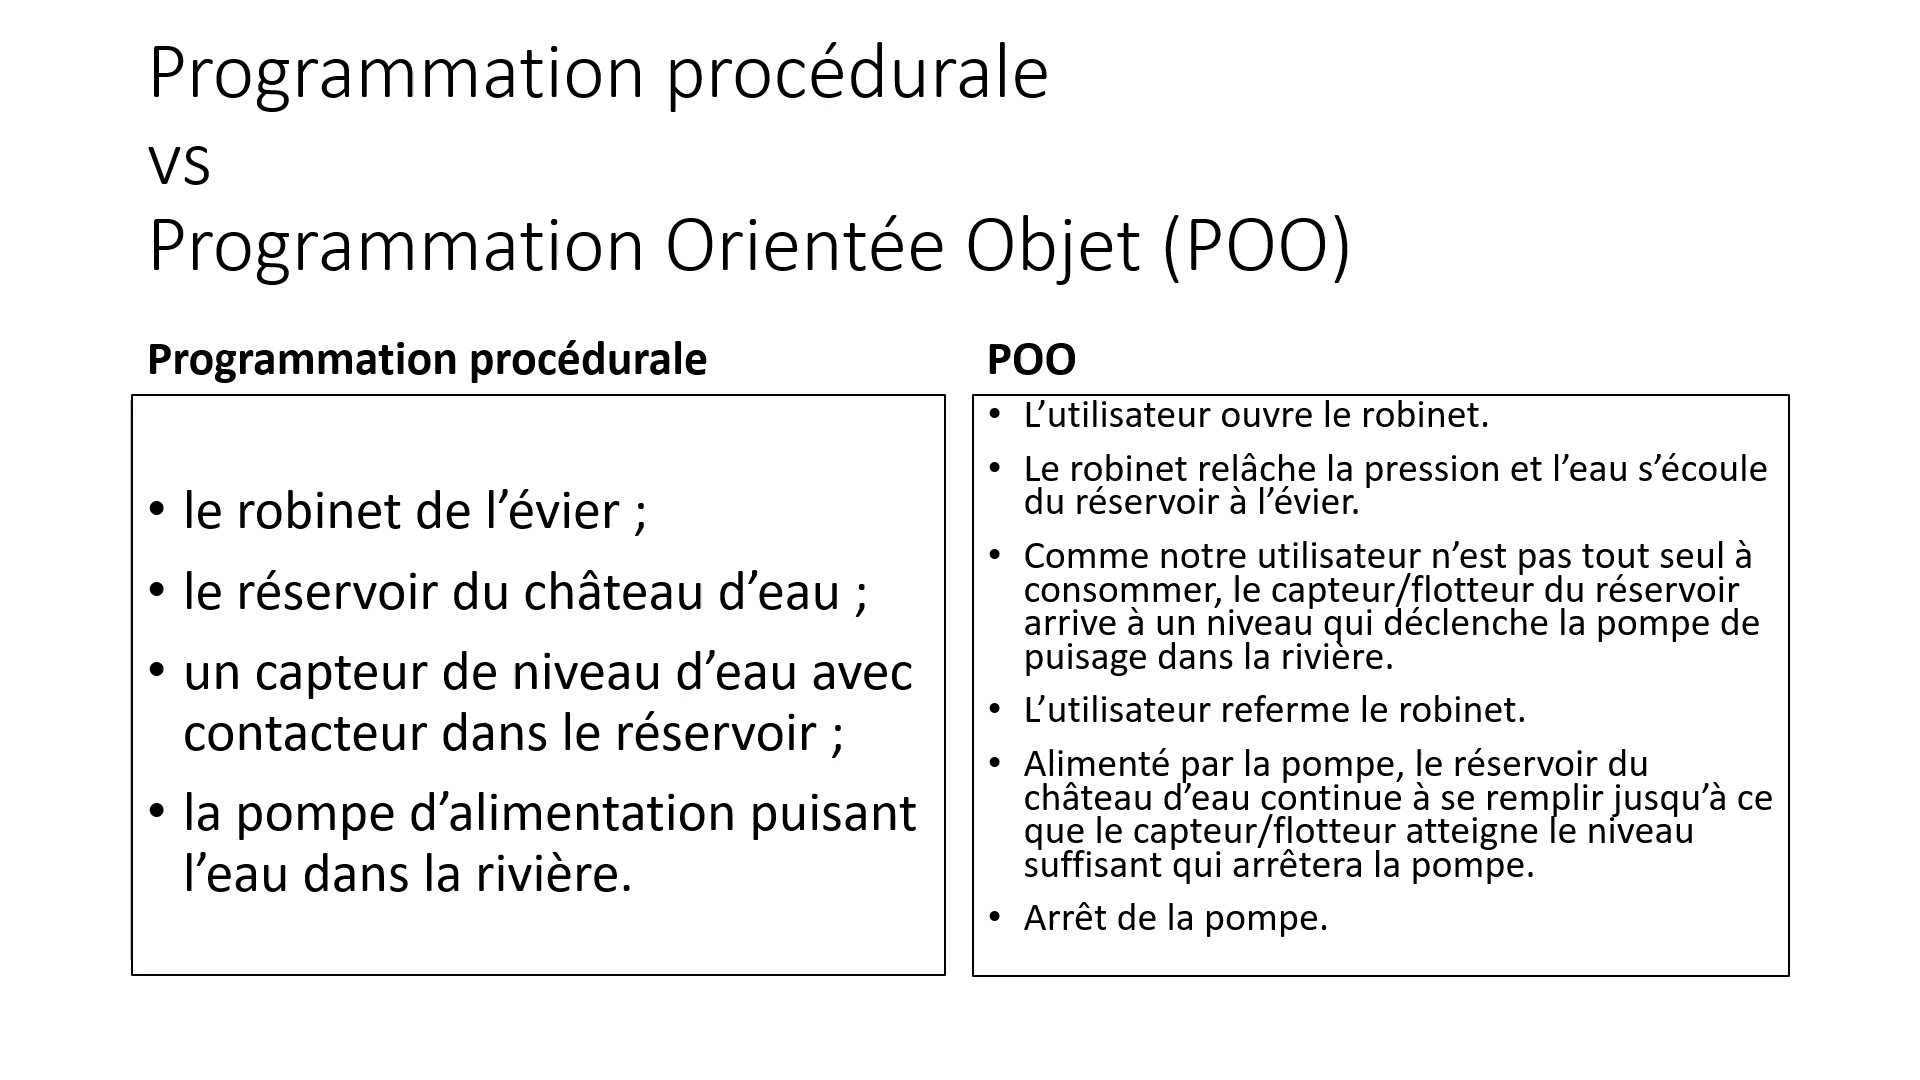 Programmation procédurale
vs
Programmation Orientée Objet (POO)
Programmation procédurale
• le robinet de l’évier ;
• le réservoir du château d’eau ;
• un capteur de niveau d’eau avec
contacteur dans le réservoir ;
• la pompe d’alimentation puisant
l’eau dans la rivière.
POO
• L’utilisateur ouvre le robinet.
• Le robinet relâche la pression et l’eau s’écoule
du réservoir à l’évier.
• Comme notre utilisateur n’est pas tout seul à
consommer, le capteur/flotteur du réservoir
arrive à un niveau qui déclenche la pompe de
puisage dans la rivière.
• L’utilisateur referme le robinet.
• Alimenté par la pompe, le réservoir du
château d’eau continue à se remplir jusqu’à ce
que le capteur/flotteur atteigne le niveau
suffisant qui arrêtera la pompe.
• Arrêt de la pompe.